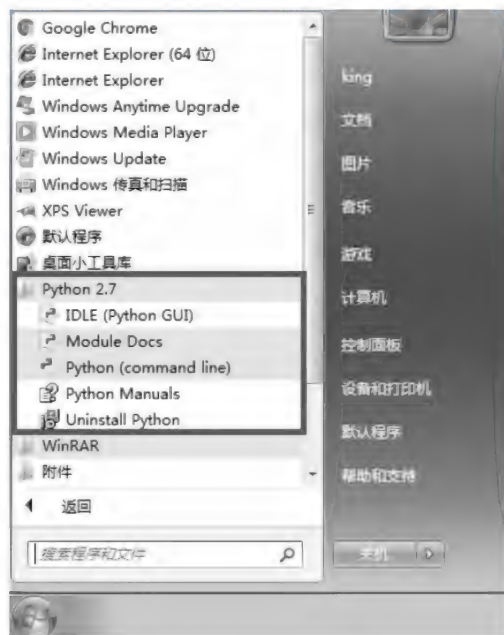 Google Chrome
Internet Explorer (64 位)
Internet Explorer
Windows Anytime Upgrade
Windows Media Player
Windows Update
Windows 传真和扫描
XPS Viewer
默认程序
桌面小工具库
Python 2.7
IDLE (Python GUI)
Module Docs
Python (command line)
Python Manuals
Uninstall Python
WinRAR
附件
返回
搜索程序和文件
king
文档
图片
音乐
游戏
计算机
控制面板
设备和打印机
默认程序
帮助和支持
关机